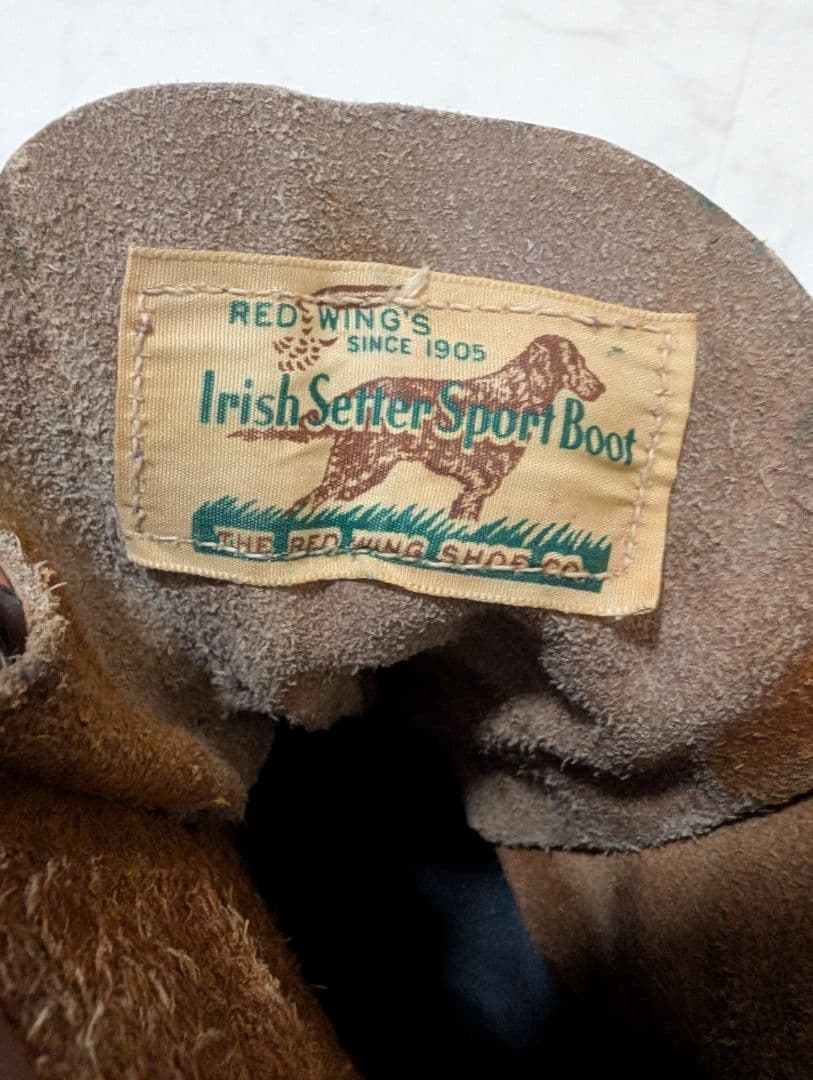 RED WING'S
SINCE 1905
Irish Setter Sport Boot
THE RED WING SHOE CO.